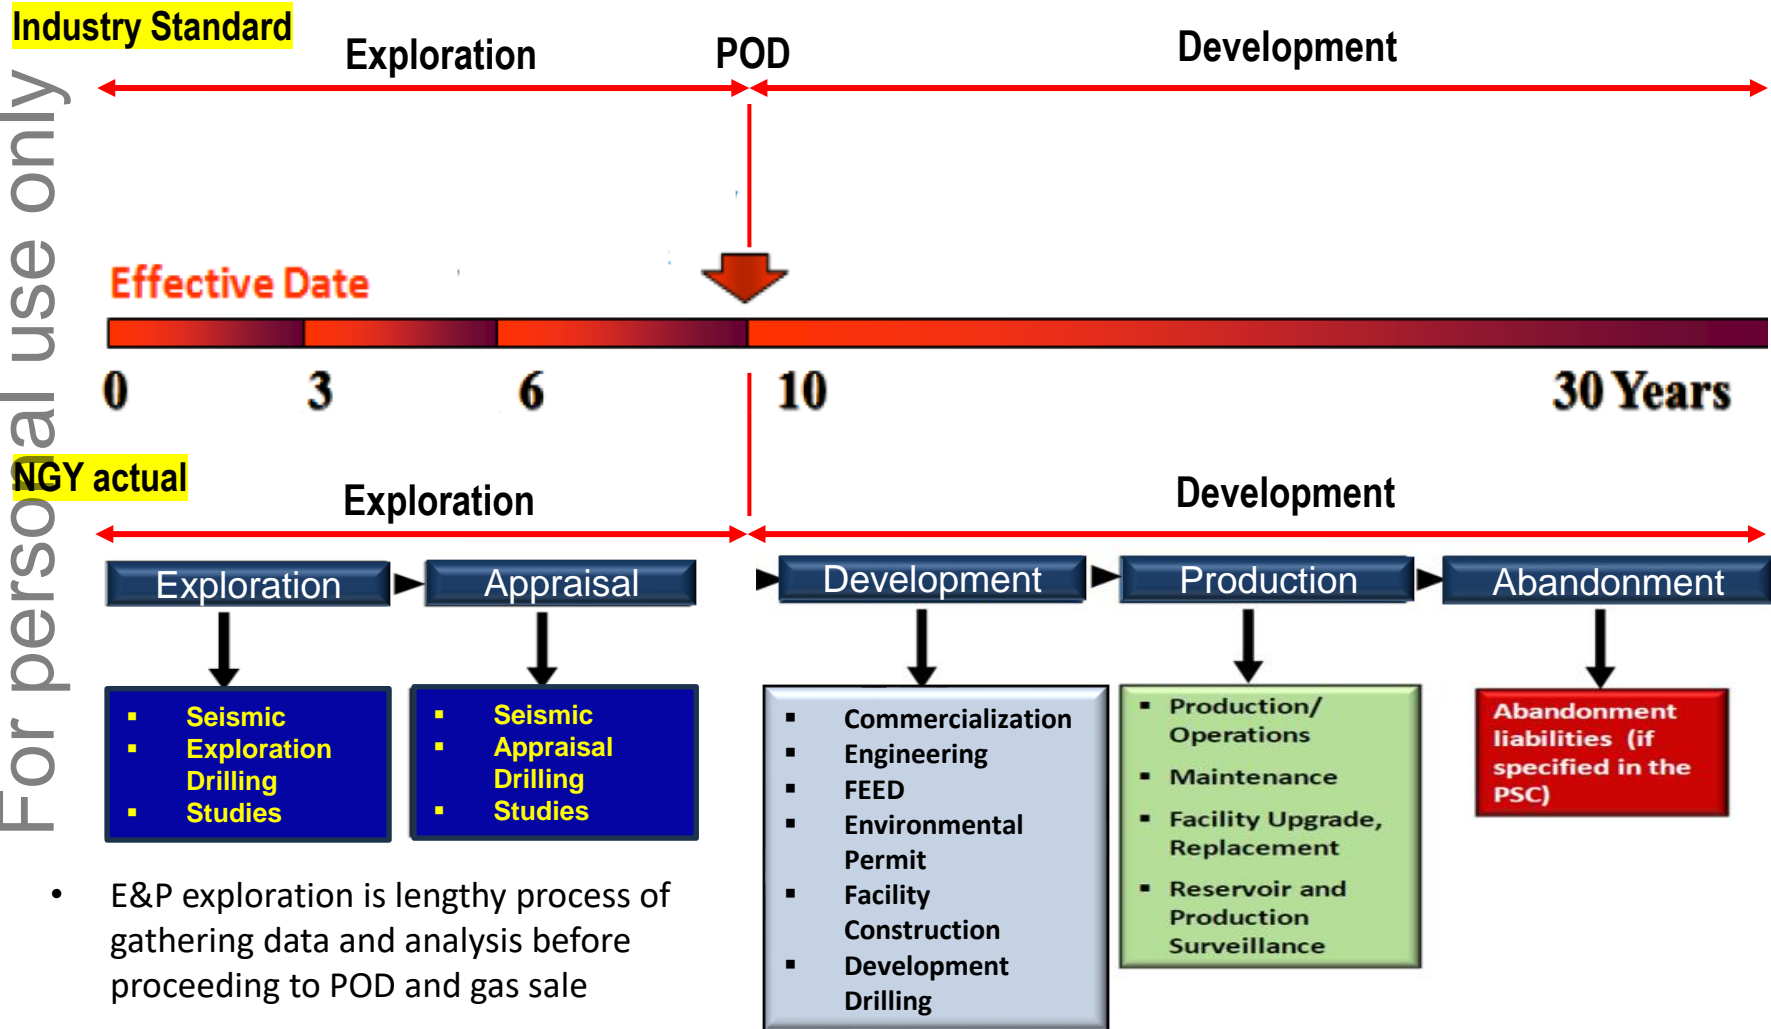 Industry Standard
Exploration
POD
Development
Effective Date
0
3
6
10
30 Years
NGY actual
Exploration
Development
Exploration
Appraisal
Development
Production
Abandonment
▪ Seismic
▪ Exploration
Drilling
▪ Studies
▪ Seismic
▪ Appraisal
Drilling
▪ Studies
▪ Commercialization
▪ Engineering
▪ FEED
▪ Environmental
Permit
▪ Facility
Construction
▪ Development
Drilling
▪ Production/
Operations
▪ Maintenance
▪ Facility Upgrade,
Replacement
▪ Reservoir and
Production
Surveillance
Abandonment
liabilities (if
specified in the
PSC)
• E&P exploration is lengthy process of
gathering data and analysis before
proceeding to POD and gas sale
For personal use only